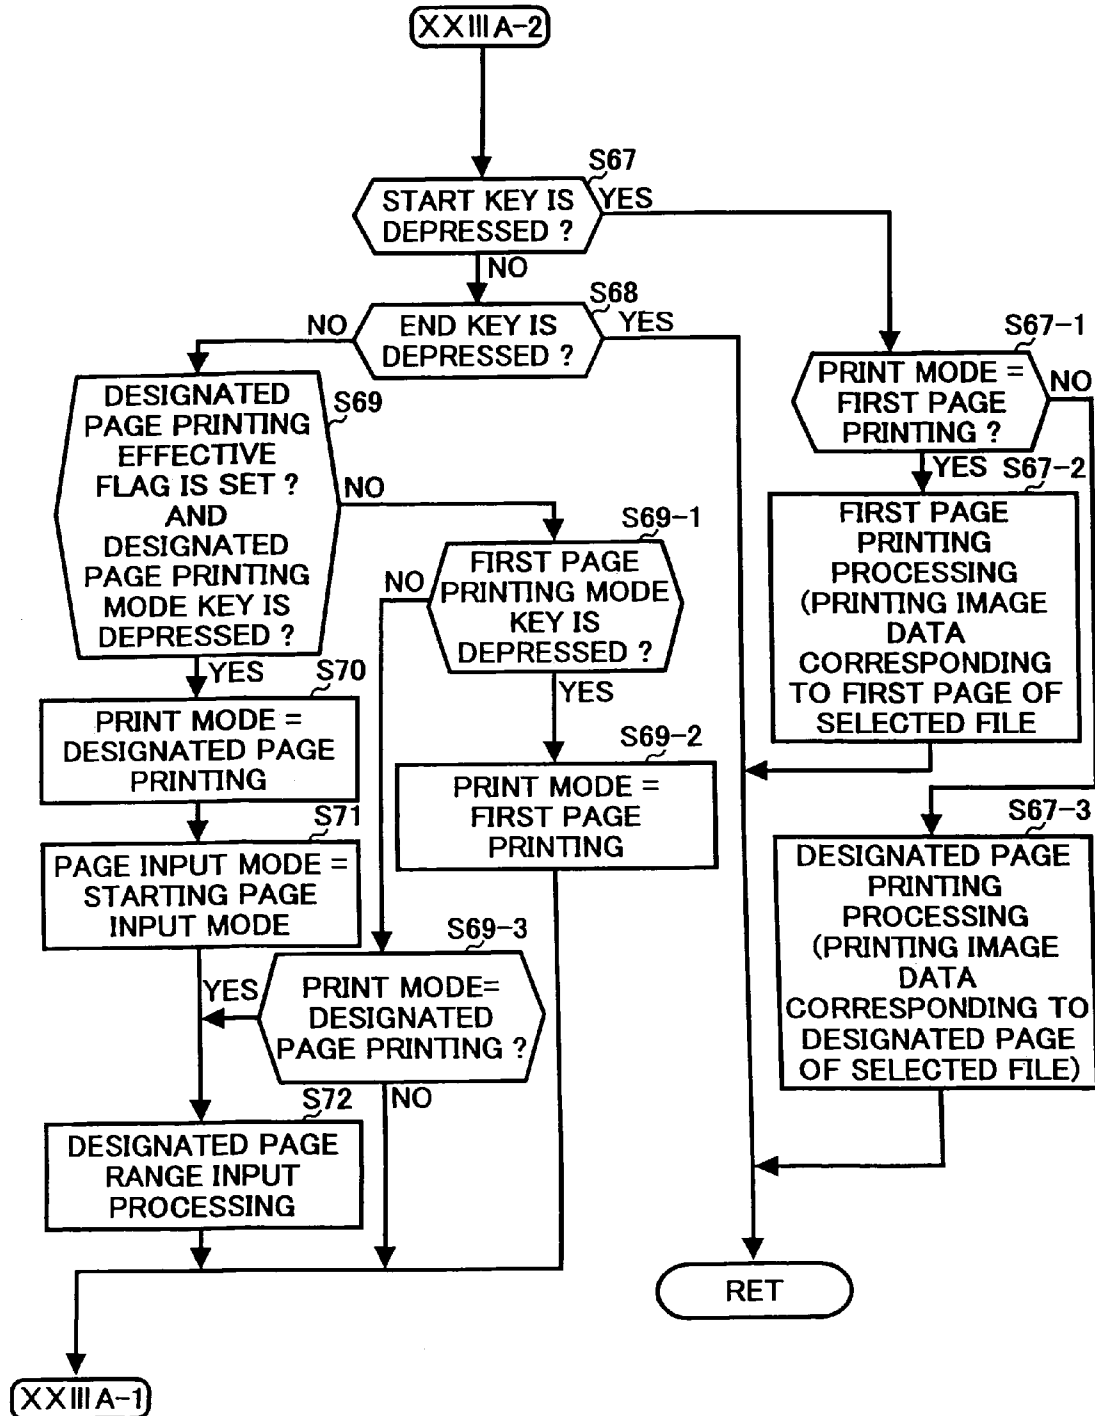 XXIIIA-2
S67
START KEY IS
DEPRESSED ?
YES
NO
S68
END KEY IS
DEPRESSED ?
NO
YES
S67-1
PRINT MODE =
FIRST PAGE
PRINTING ?
NO
YES
S67-2
FIRST PAGE
PRINTING
PROCESSING
(PRINTING IMAGE
DATA
CORRESPONDING
TO FIRST PAGE OF
SELECTED FILE
S67-3
DESIGNATED PAGE
PRINTING
PROCESSING
(PRINTING IMAGE
DATA
CORRESPONDING TO
DESIGNATED PAGE
OF SELECTED FILE)
S69
DESIGNATED
PAGE PRINTING
EFFECTIVE
FLAG IS SET ?
AND
DESIGNATED
PAGE PRINTING
MODE KEY IS
DEPRESSED ?
NO
YES
S69-1
FIRST PAGE
PRINTING MODE
KEY IS
DEPRESSED ?
NO
YES
S70
PRINT MODE =
DESIGNATED PAGE
PRINTING
S69-2
PRINT MODE =
FIRST PAGE
PRINTING
S71
PAGE INPUT MODE =
STARTING PAGE
INPUT MODE
S69-3
PRINT MODE=
DESIGNATED
PAGE PRINTING ?
YES
NO
S72
DESIGNATED PAGE
RANGE INPUT
PROCESSING
RET
XXIIIA-1